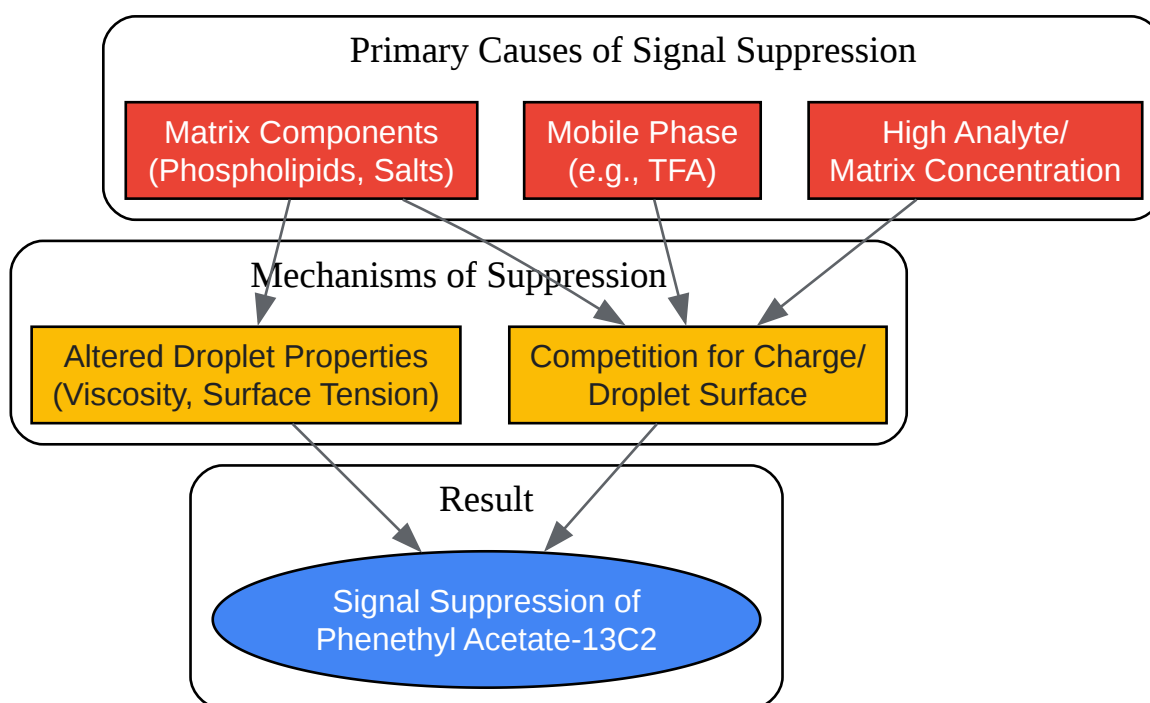 Primary Causes of Signal Suppression
Matrix Components
(Phospholipids, Salts)
Mobile Phase
(e.g., TFA)
High Analyte/
Matrix Concentration
Mechanisms of Suppression
Altered Droplet Properties
(Viscosity, Surface Tension)
Competition for Charge/
Droplet Surface
Result
Signal Suppression of
Phenethyl Acetate-13C2